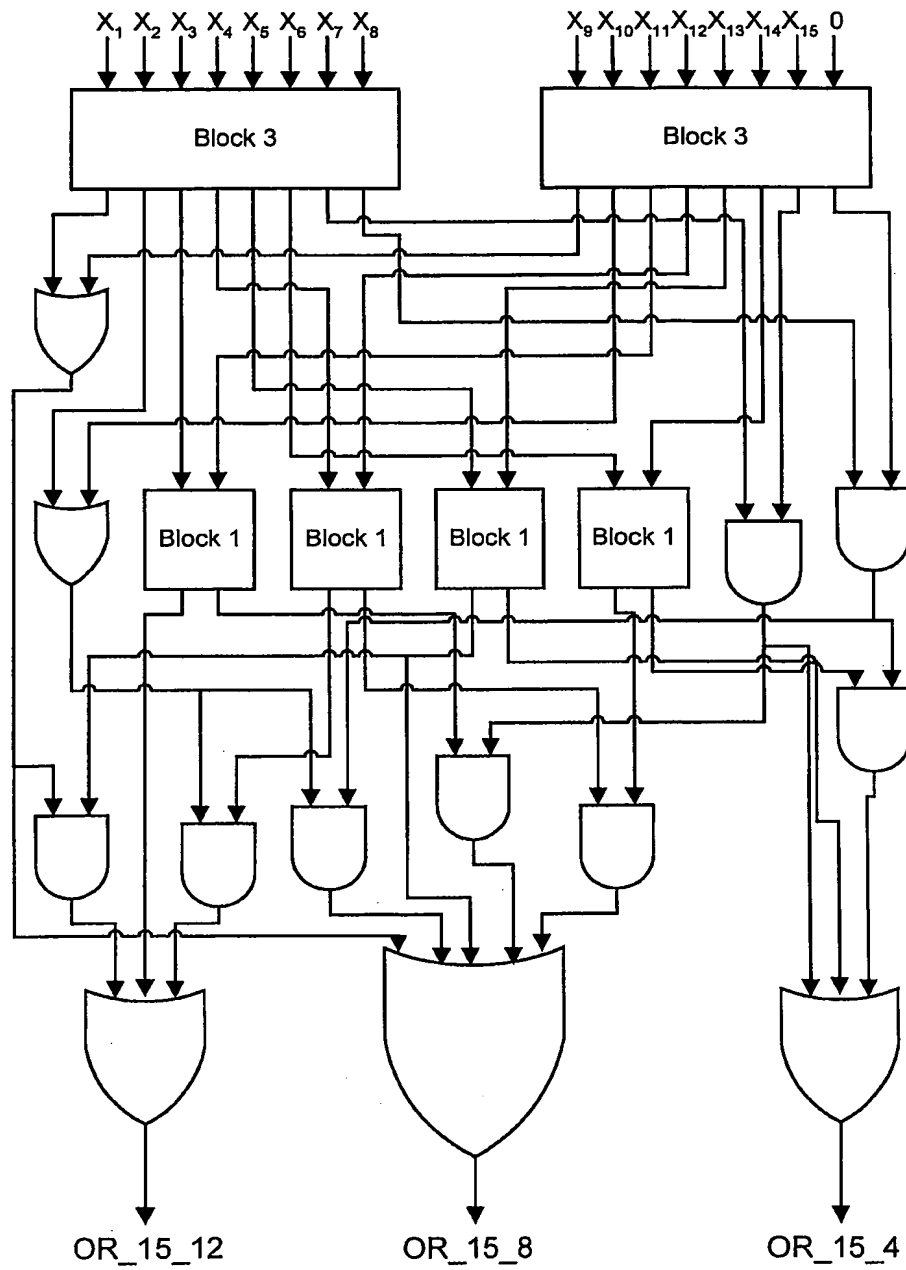 X₁ X₂ X₃ X₄ X₅ X₆ X₇ X₈ X₉ X₁₀ X₁₁ X₁₂ X₁₃ X₁₄ X₁₅ 0
Block 3 Block 3
Block 1 Block 1 Block 1 Block 1
OR_15_12 OR_15_8 OR_15_4